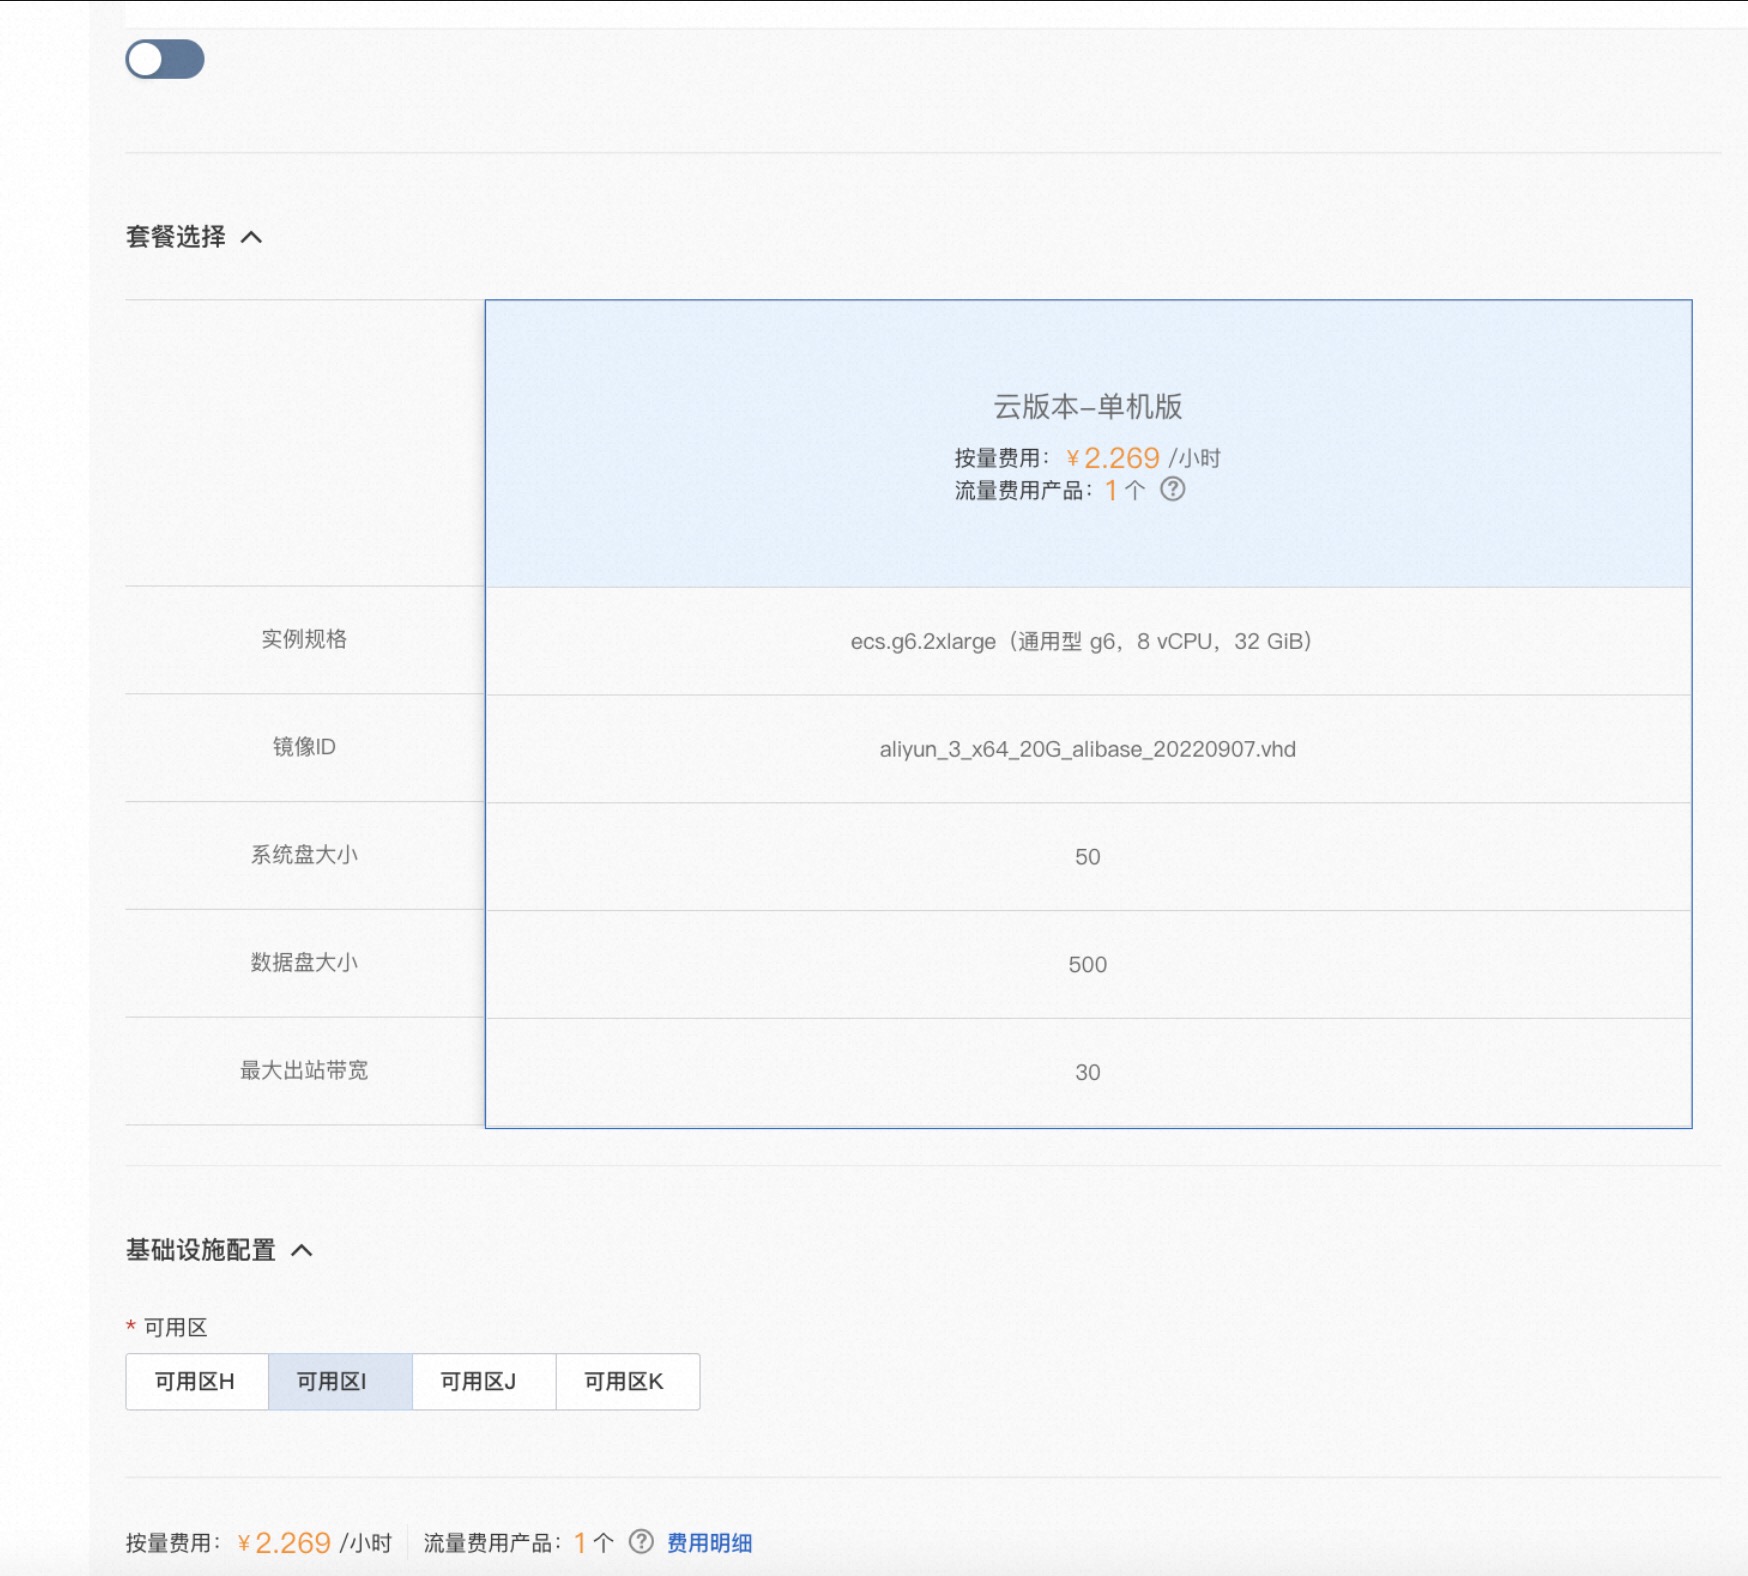 套餐选择
云版本-单机版
按量费用： ¥2.269 /小时
流量费用产品：1 个 ?
实例规格 ecs.g6.2xlarge（通用型 g6，8 vCPU，32 GiB）
镜像ID aliyun_3_x64_20G_alibase_20220907.vhd
系统盘大小 50
数据盘大小 500
最大出站带宽 30
基础设施配置
* 可用区
可用区H 可用区I 可用区J 可用区K
按量费用： ¥2.269 /小时 流量费用产品：1 个 ? 费用明细